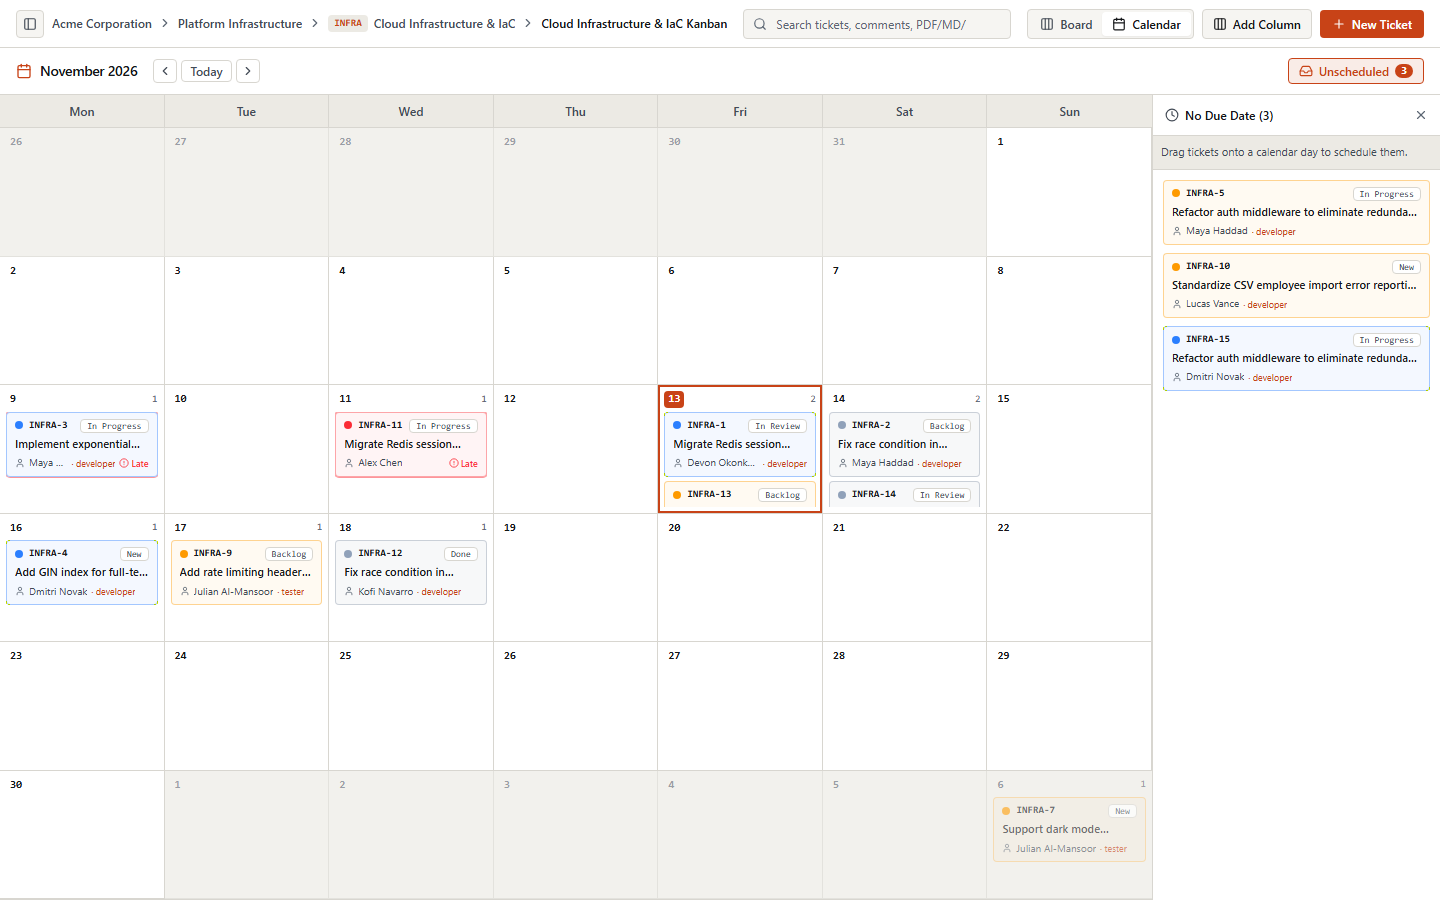 Acme Corporation > Platform Infrastructure > INFRA Cloud Infrastructure & IaC > Cloud Infrastructure & IaC Kanban
Search tickets, comments, PDF/MD/
Board Calendar
Add Column
+ New Ticket
November 2026
< Today >
Unscheduled 3
Mon Tue Wed Thu Fri Sat Sun
26 27 28 29 30 31 1
2 3 4 5 6 7 8
9 1
INFRA-3 In Progress
Implement exponential...
Maya ... · developer Late
10
11 1
INFRA-11 In Progress
Migrate Redis session...
Alex Chen Late
12
13 2
INFRA-1 In Review
Migrate Redis session...
Devon Okonk... · developer
INFRA-13 Backlog
14 2
INFRA-2 Backlog
Fix race condition in...
Maya Haddad · developer
INFRA-14 In Review
15
16 1
INFRA-4 New
Add GIN index for full-te...
Dmitri Novak · developer
17 1
INFRA-9 Backlog
Add rate limiting header...
Julian Al-Mansoor · tester
18 1
INFRA-12 Done
Fix race condition in...
Kofi Navarro · developer
19 20 21 22
23 24 25 26 27 28 29
30 1 2 3 4 5
6 1
INFRA-7 New
Support dark mode...
Julian Al-Mansoor · tester
No Due Date (3)
Drag tickets onto a calendar day to schedule them.
INFRA-5 In Progress
Refactor auth middleware to eliminate redunda...
Maya Haddad · developer
INFRA-10 New
Standardize CSV employee import error reporti...
Lucas Vance · developer
INFRA-15 In Progress
Refactor auth middleware to eliminate redunda...
Dmitri Novak · developer